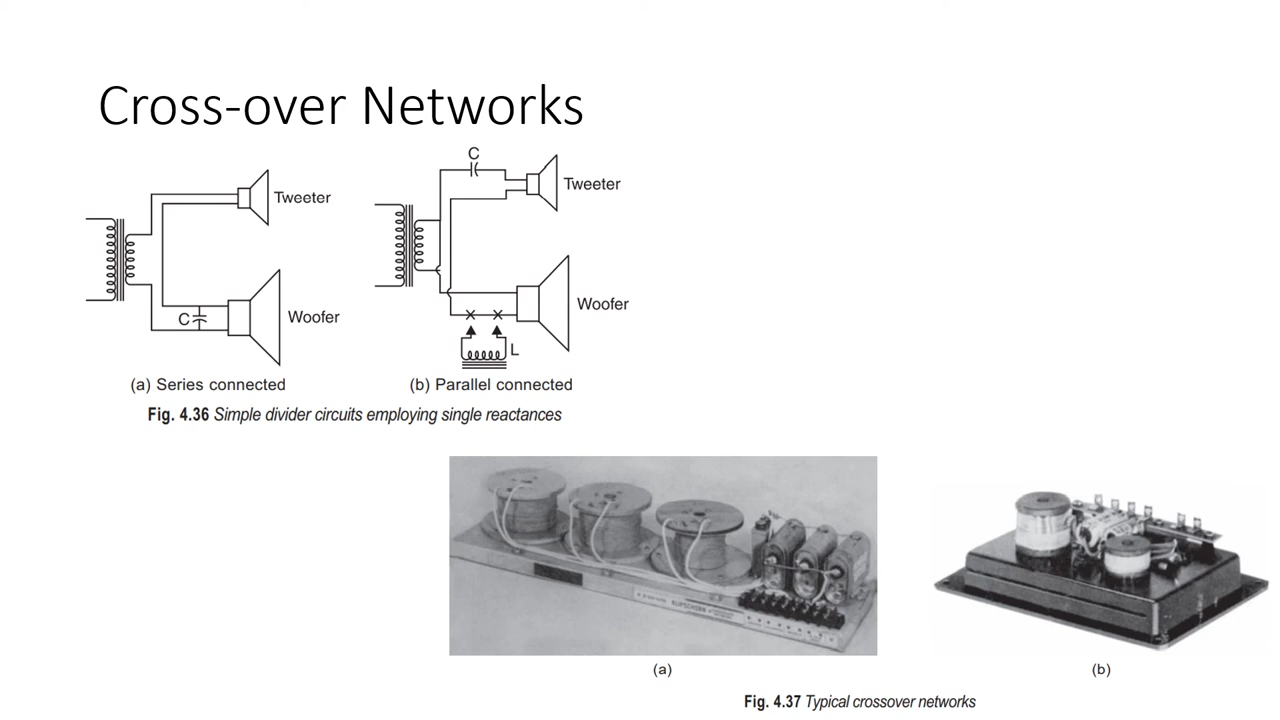 Cross-over Networks
C
Tweeter
Tweeter
Woofer
C
Woofer
L
(a) Series connected
(b) Parallel connected
Fig. 4.36 Simple divider circuits employing single reactances
KLIPSCHORN
(a)
(b)
Fig. 4.37 Typical crossover networks